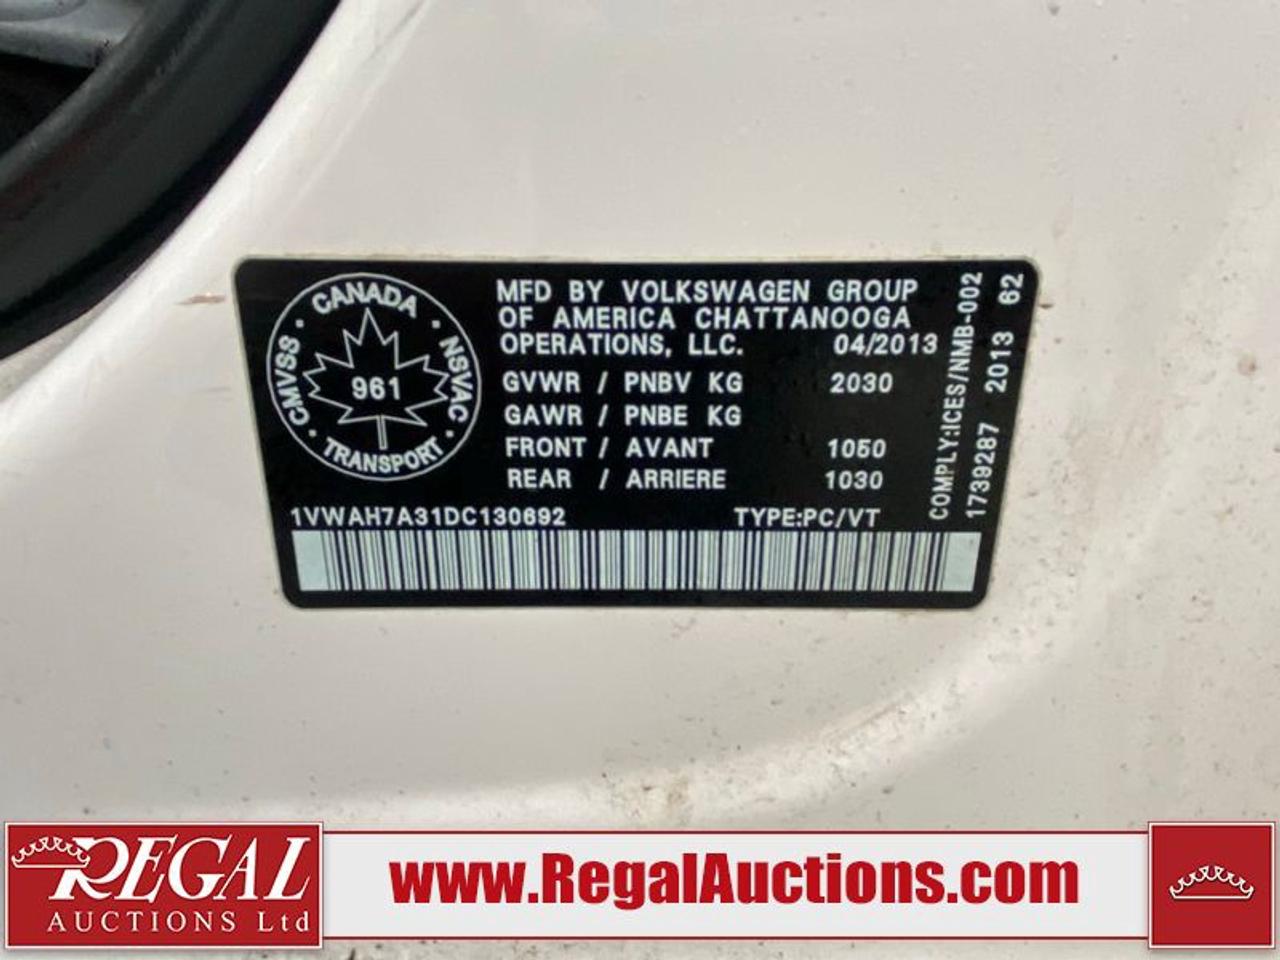 CANADA
CMVSS · NSVAC
961
TRANSPORT
MFD BY VOLKSWAGEN GROUP
OF AMERICA CHATTANOOGA
OPERATIONS, LLC. 04/2013
GVWR / PNBV KG 2030
GAWR / PNBE KG
FRONT / AVANT 1050
REAR / ARRIERE 1030
1VWAH7A31DC130692 TYPE:PC/VT
COMPLY:ICES/NMB-002
1739287 2013 62
REGAL
AUCTIONS Ltd
www.RegalAuctions.com